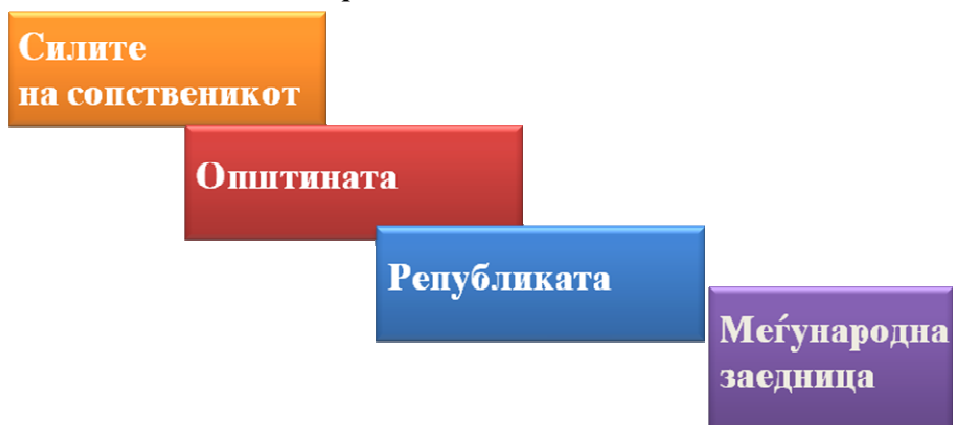 Силите
на сопственикот
Општината
Републиката
Меѓународна
заедница